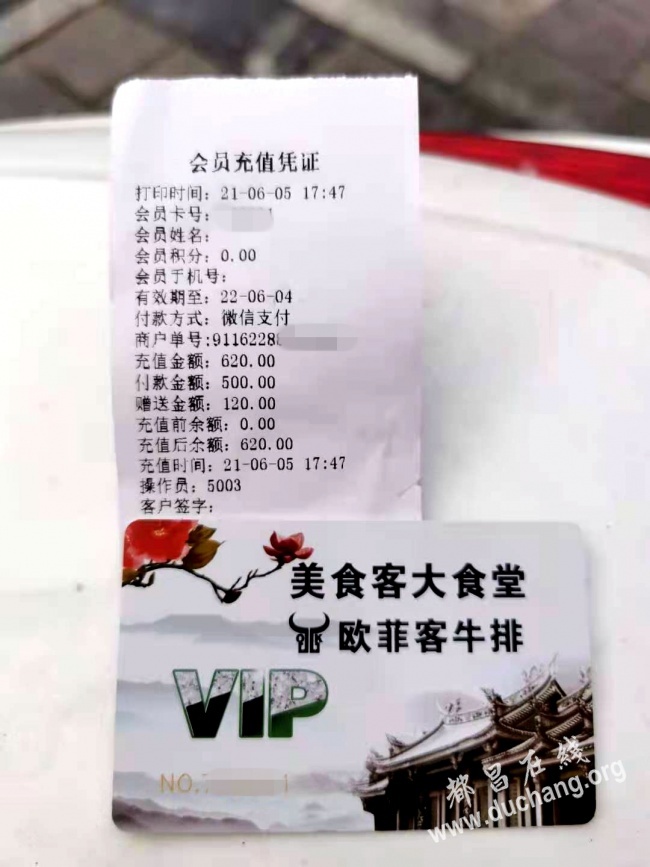 会员充值凭证
打印时间：21-06-05 17:47
会员卡号：
会员姓名：
会员积分：0.00
会员手机号：
有效期至：22-06-04
付款方式：微信支付
商户单号:91162288
充值金额：620.00
付款金额：500.00
赠送金额：120.00
充值前余额：0.00
充值后余额：620.00
充值时间：21-06-05 17:47
操作员：5003
客户签字：
美食客大食堂
欧菲客牛排
VIP
NO.
都昌在线
www.duchang.org